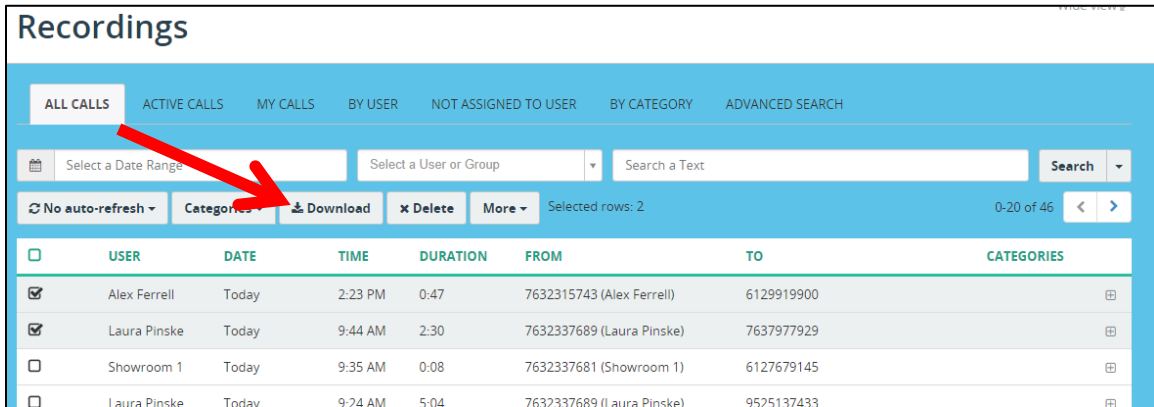 Wide view
Recordings
ALL CALLS ACTIVE CALLS MY CALLS BY USER NOT ASSIGNED TO USER BY CATEGORY ADVANCED SEARCH
Select a Date Range Select a User or Group Search a Text Search
No auto-refresh Categories Download Delete More Selected rows: 2 0-20 of 46
USER DATE TIME DURATION FROM TO CATEGORIES
Alex Ferrell Today 2:23 PM 0:47 7632315743 (Alex Ferrell) 6129919900
Laura Pinske Today 9:44 AM 2:30 7632337689 (Laura Pinske) 7637977929
Showroom 1 Today 9:35 AM 0:08 7632337681 (Showroom 1) 6127679145
Laura Pinske Today 9:24 AM 5:04 7632337689 (Laura Pinske) 9525137433